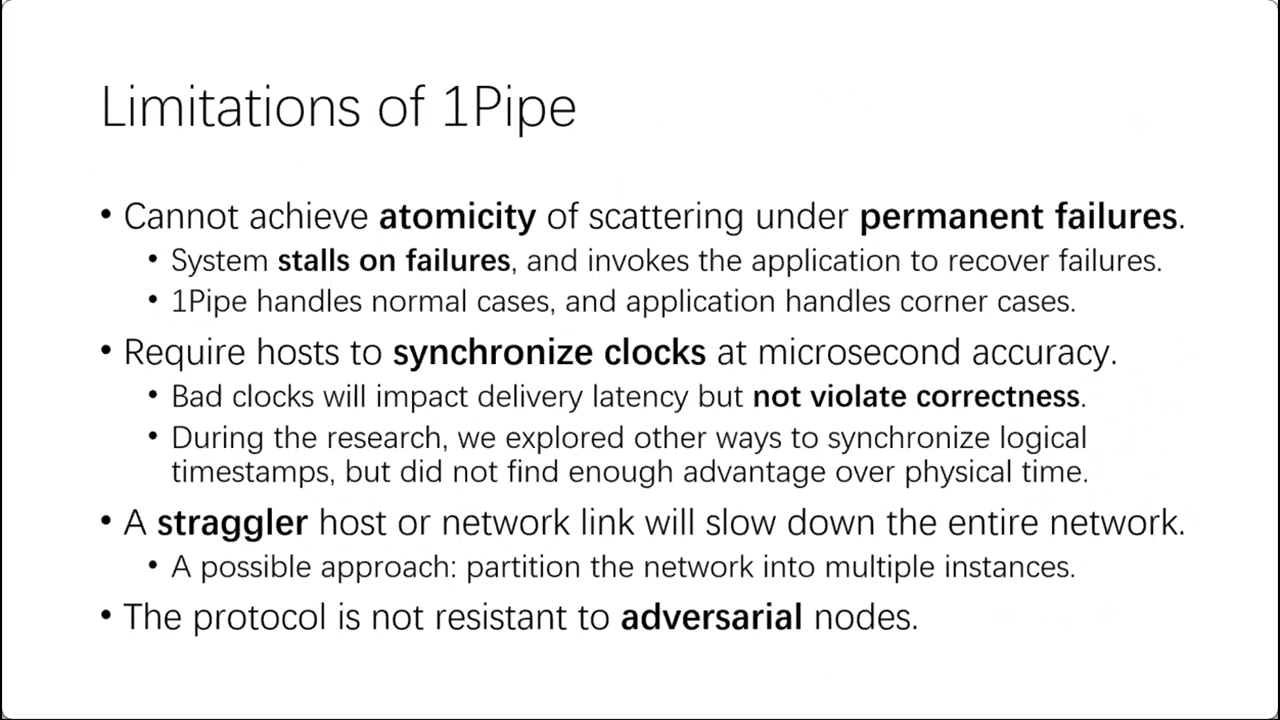 Limitations of 1Pipe
• Cannot achieve atomicity of scattering under permanent failures.
• System stalls on failures, and invokes the application to recover failures.
• 1Pipe handles normal cases, and application handles corner cases.
• Require hosts to synchronize clocks at microsecond accuracy.
• Bad clocks will impact delivery latency but not violate correctness.
• During the research, we explored other ways to synchronize logical
timestamps, but did not find enough advantage over physical time.
• A straggler host or network link will slow down the entire network.
• A possible approach: partition the network into multiple instances.
• The protocol is not resistant to adversarial nodes.